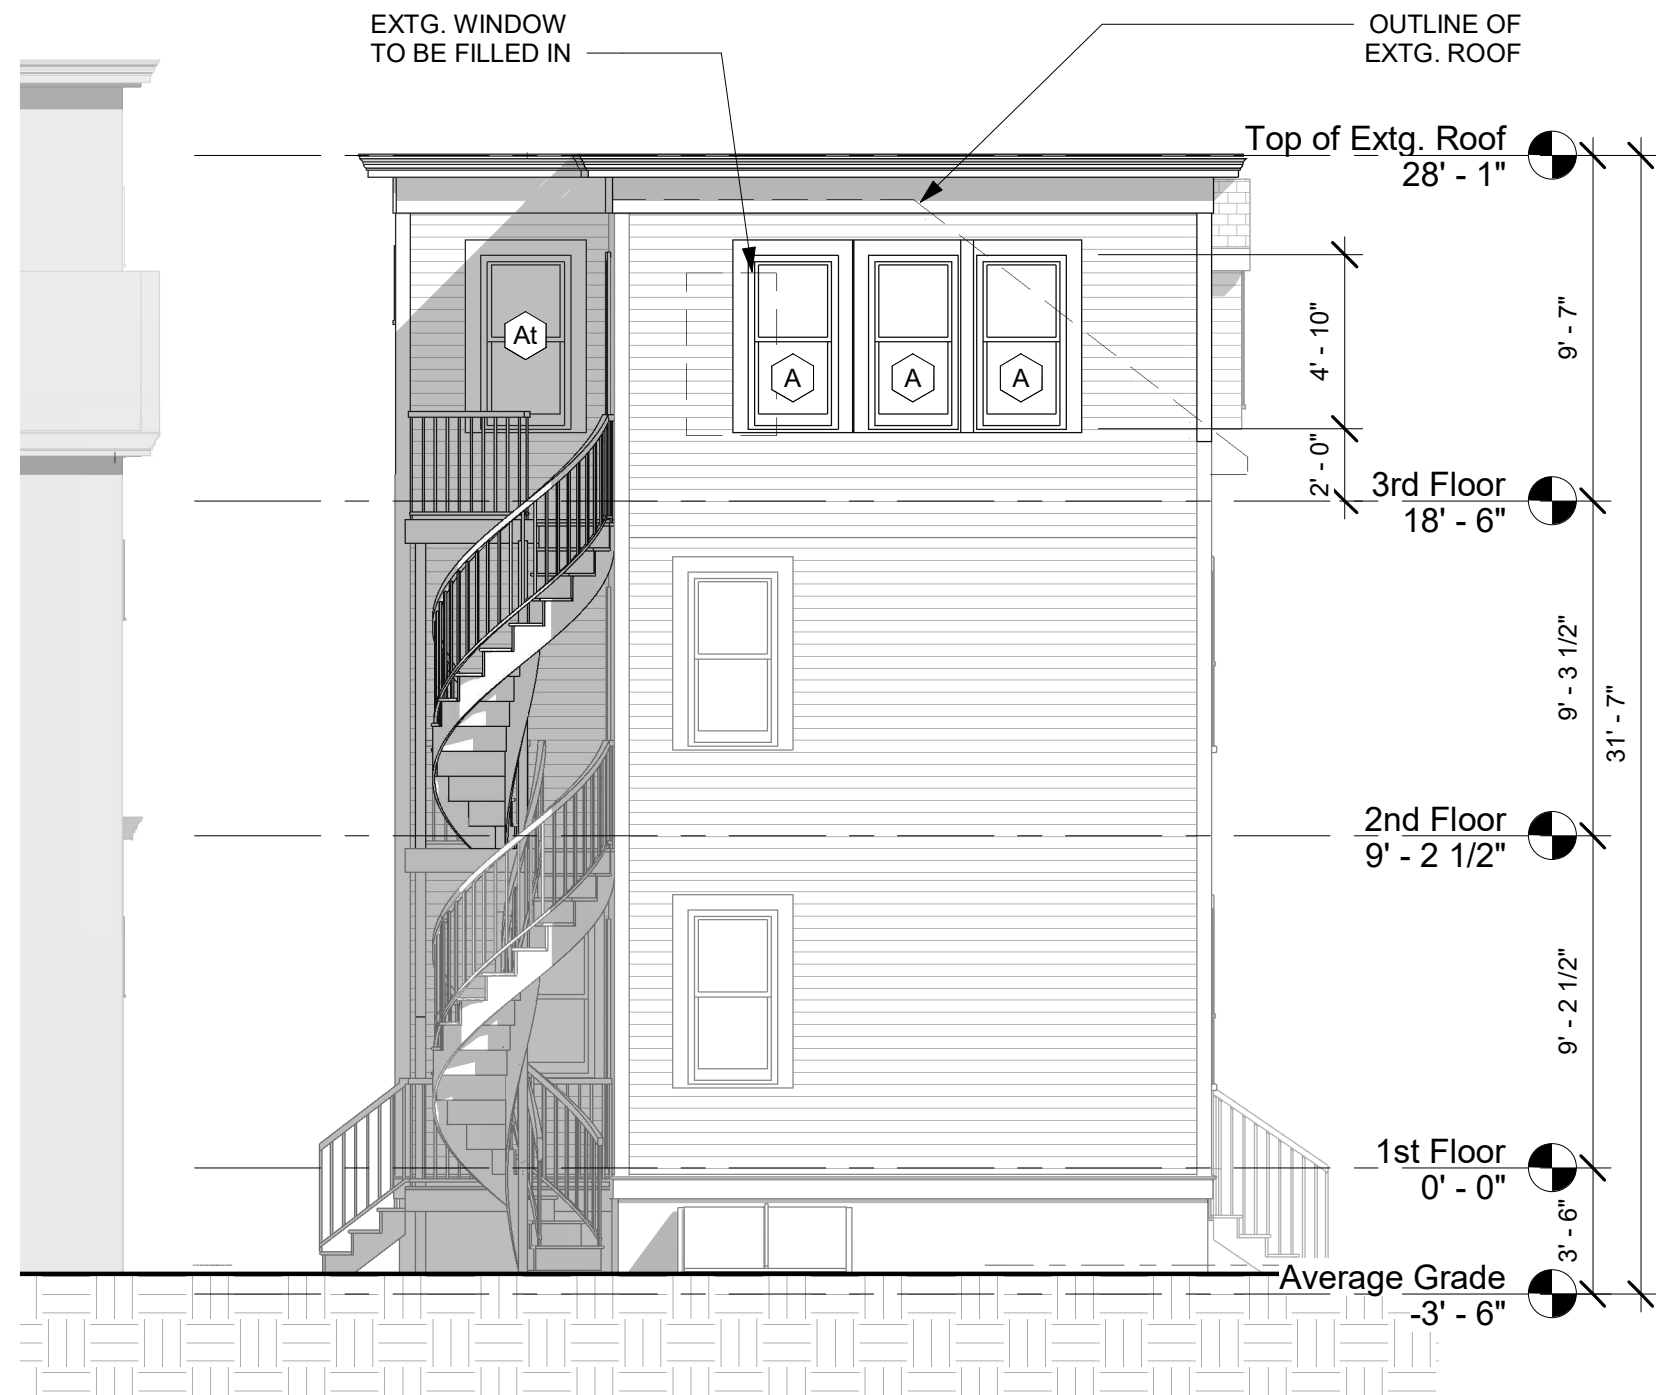 EXTG. WINDOW
TO BE FILLED IN
OUTLINE OF
EXTG. ROOF
Top of Extg. Roof
28' - 1"
At
A
A
A
4' - 10"
9' - 7"
2' - 0"
3rd Floor
18' - 6"
9' - 3 1/2"
31' - 7"
2nd Floor
9' - 2 1/2"
9' - 2 1/2"
1st Floor
0' - 0"
3' - 6"
Average Grade
-3' - 6"